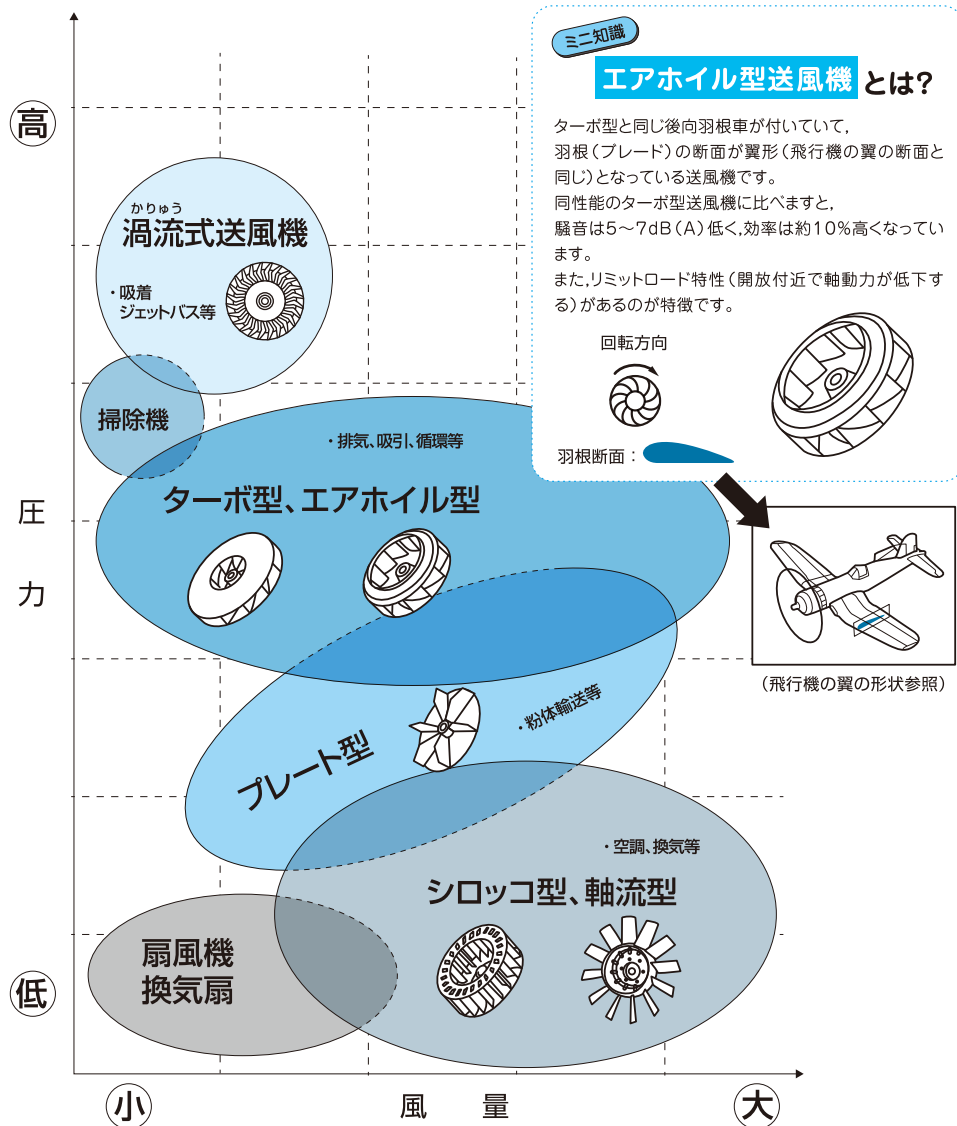 ミニ知識
エアホイル型送風機とは?
ターボ型と同じ後向羽根車が付いていて,
羽根(ブレード)の断面が翼形(飛行機の翼の断面と
同じ)となっている送風機です。
同性能のターボ型送風機に比べますと,
騒音は5〜7dB(A)低く,効率は約10%高くなってい
ます。
また,リミットロード特性(開放付近で軸動力が低下す
る)があるのが特徴です。
回転方向
羽根断面:
(飛行機の翼の形状参照)
高
かりゅう
渦流式送風機
・吸着
ジェットバス等
掃除機
・排気、吸引、循環等
ターボ型、エアホイル型
圧
力
・粉体輸送等
プレート型
・空調、換気等
シロッコ型、軸流型
扇風機
換気扇
低
小
風量
大